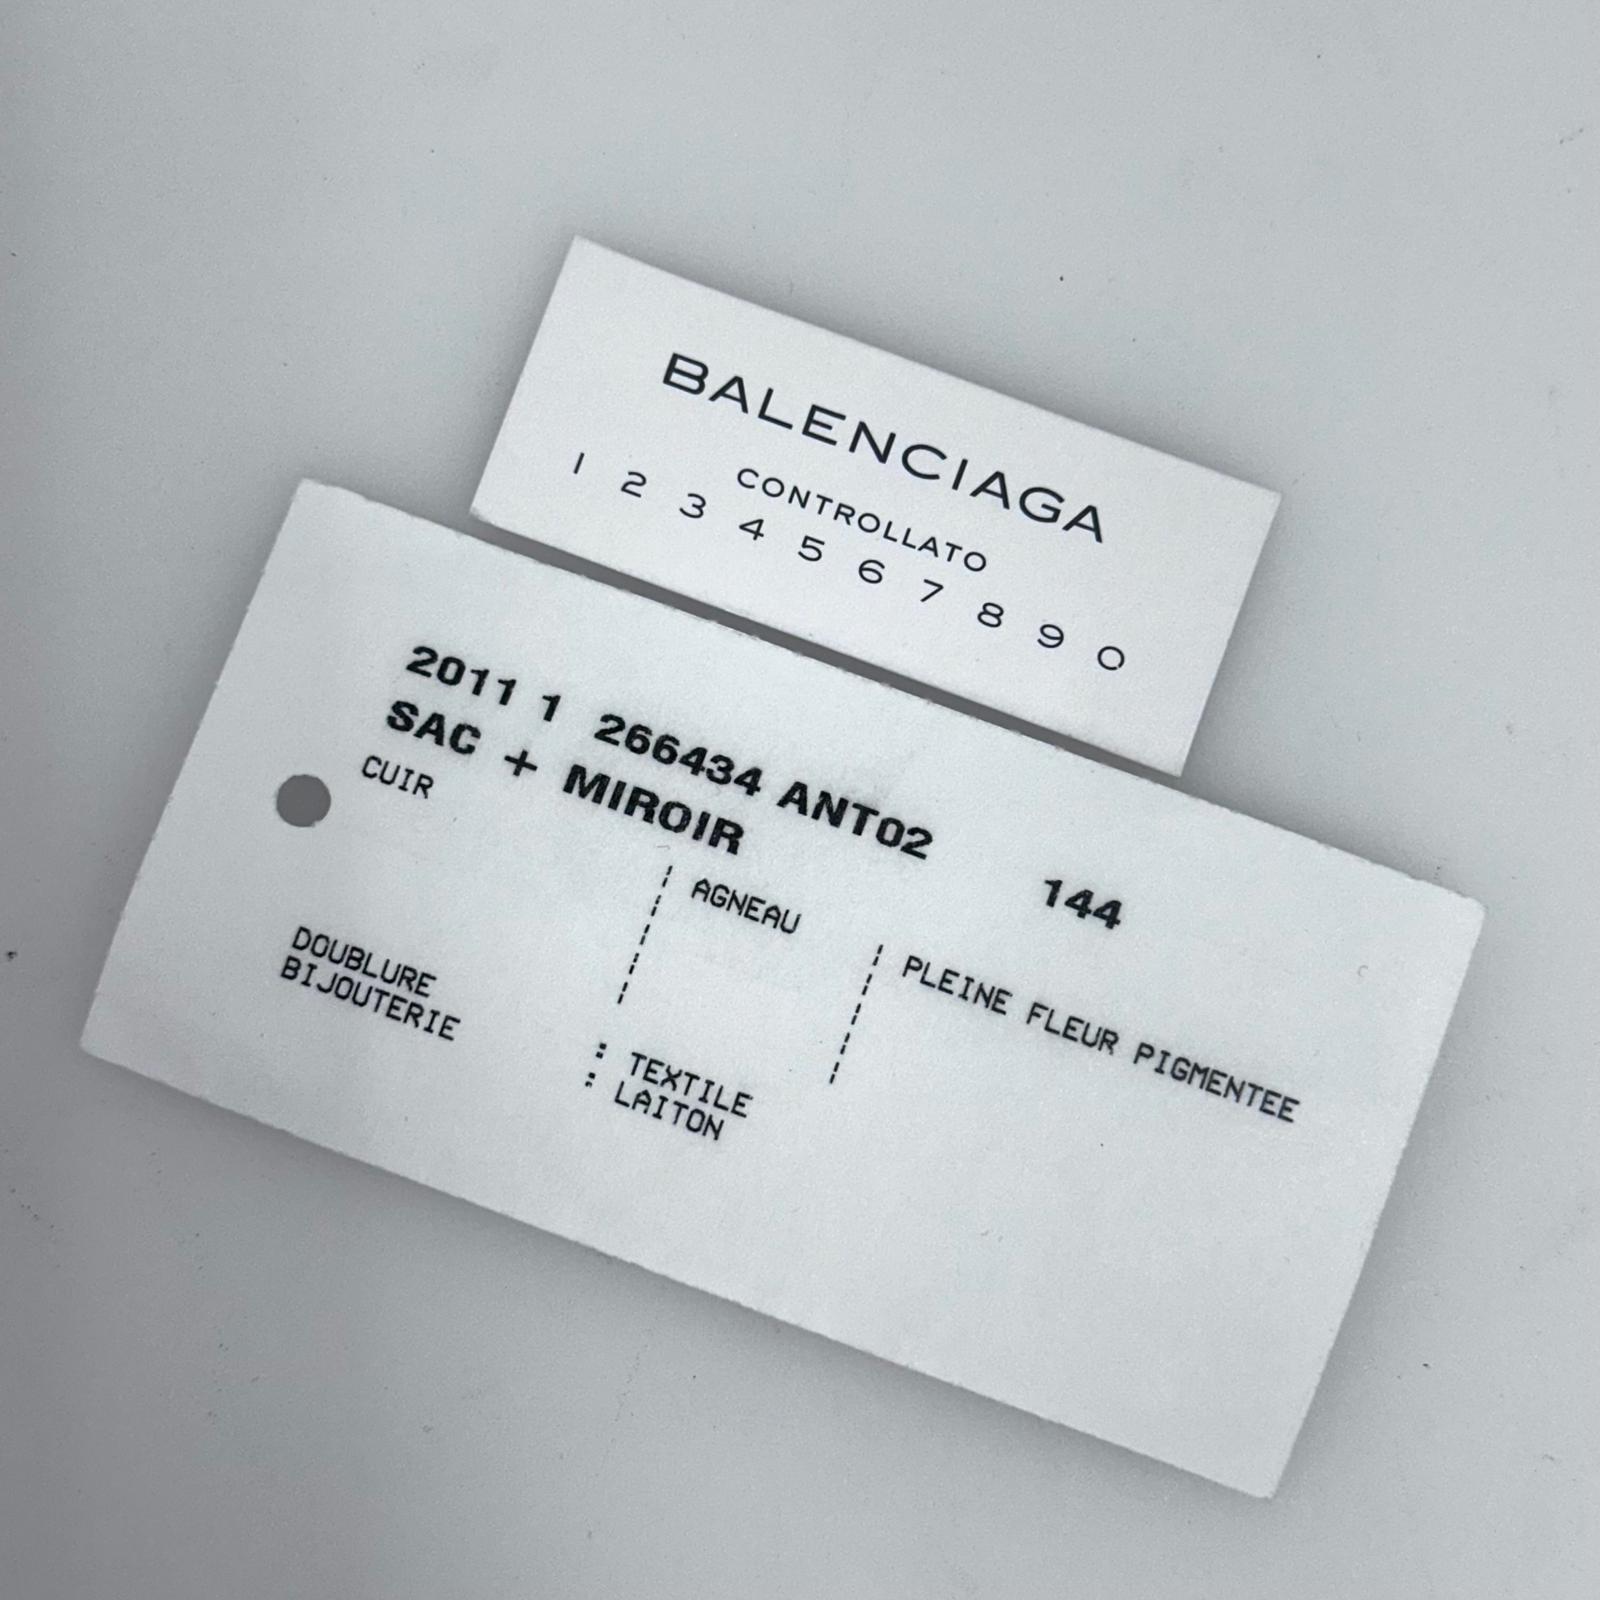 BALENCIAGA
CONTROLLATO
1 2 3 4 5 6 7 8 9 0
2011 1 266434 ANT02 144
SAC + MIROIR
CUIR AGNEAU PLEINE FLEUR PIGMENTEE
DOUBLURE : TEXTILE
BIJOUTERIE : LAITON